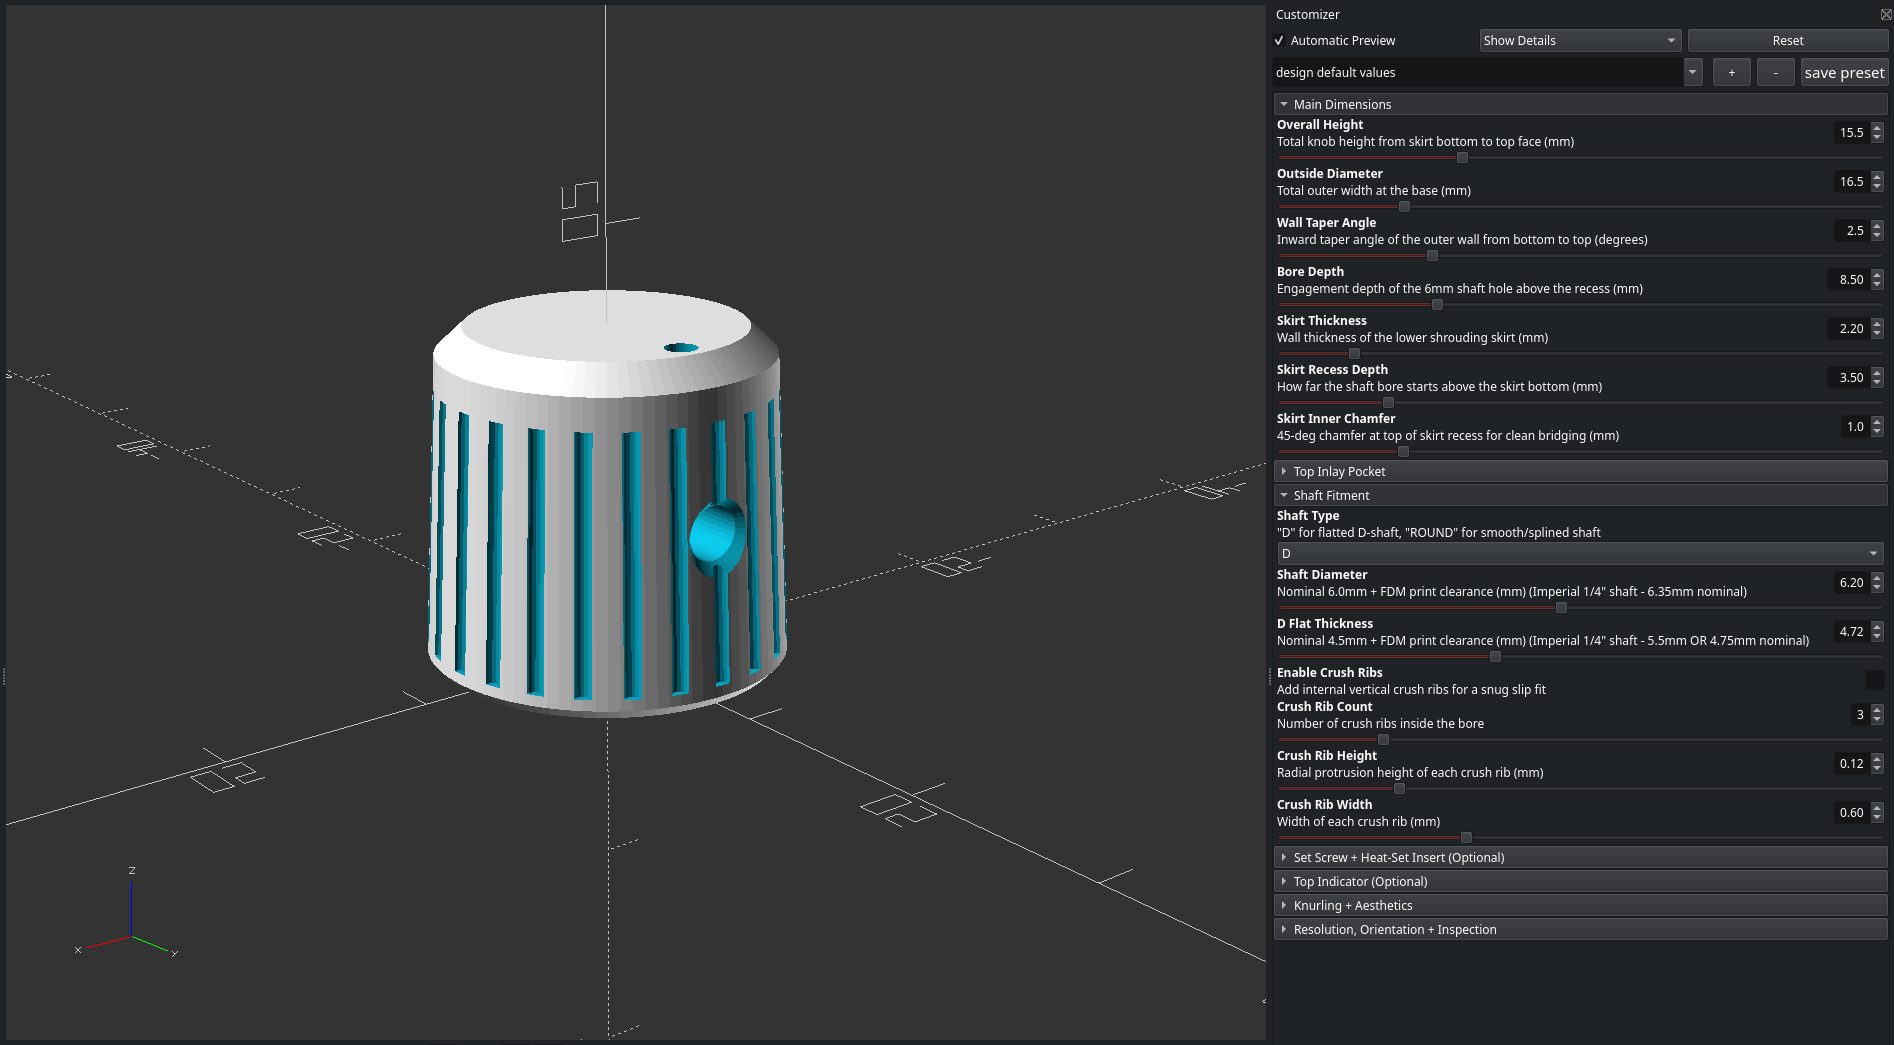 Customizer
Automatic Preview
Show Details
Reset
design default values
+
-
save preset
Main Dimensions
Overall Height
Total knob height from skirt bottom to top face (mm)
15.5
Outside Diameter
Total outer width at the base (mm)
16.5
Wall Taper Angle
Inward taper angle of the outer wall from bottom to top (degrees)
2.5
Bore Depth
Engagement depth of the 6mm shaft hole above the recess (mm)
8.50
Skirt Thickness
Wall thickness of the lower shrouding skirt (mm)
2.20
Skirt Recess Depth
How far the shaft bore starts above the skirt bottom (mm)
3.50
Skirt Inner Chamfer
45-deg chamfer at top of skirt recess for clean bridging (mm)
1.0
Top Inlay Pocket
Shaft Fitment
Shaft Type
"D" for flatted D-shaft, "ROUND" for smooth/splined shaft
D
Shaft Diameter
Nominal 6.0mm + FDM print clearance (mm) (Imperial 1/4" shaft - 6.35mm nominal)
6.20
D Flat Thickness
Nominal 4.5mm + FDM print clearance (mm) (Imperial 1/4" shaft - 5.5mm OR 4.75mm nominal)
4.72
Enable Crush Ribs
Add internal vertical crush ribs for a snug slip fit
Crush Rib Count
Number of crush ribs inside the bore
3
Crush Rib Height
Radial protrusion height of each crush rib (mm)
0.12
Crush Rib Width
Width of each crush rib (mm)
0.60
Set Screw + Heat-Set Insert (Optional)
Top Indicator (Optional)
Knurling + Aesthetics
Resolution, Orientation + Inspection
z
x
y